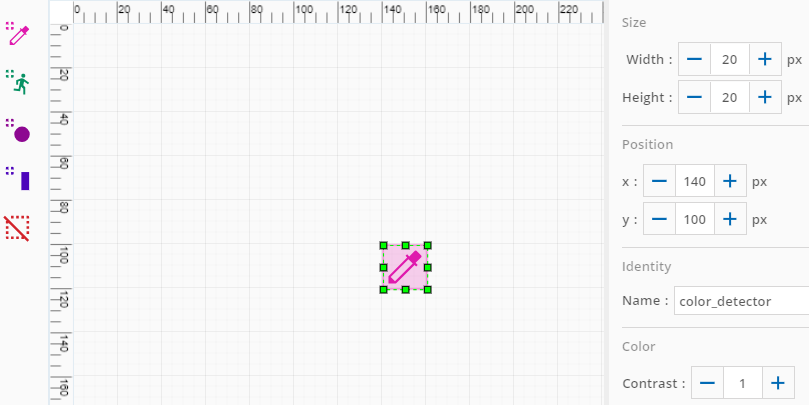 0 20 40 60 80 100 120 140 160 180 200 220
0
20
40
60
80
100
120
140
160
Size
Width : 20 px
Height : 20 px
Position
x : 140 px
y : 100 px
Identity
Name : color_detector
Color
Contrast : 1